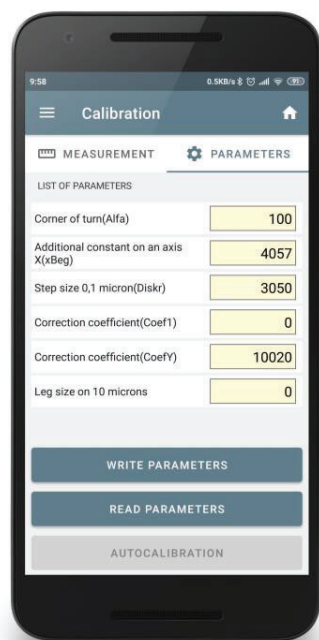 9:58 0.5KB/s 91
Calibration
MEASUREMENT PARAMETERS
LIST OF PARAMETERS
Corner of turn(Alfa) 100
Additional constant on an axis
X(xBeg) 4057
Step size 0,1 micron(Diskr) 3050
Correction coefficient(Coef1) 0
Correction coefficient(CoefY) 10020
Leg size on 10 microns 0
WRITE PARAMETERS
READ PARAMETERS
AUTOCALIBRATION